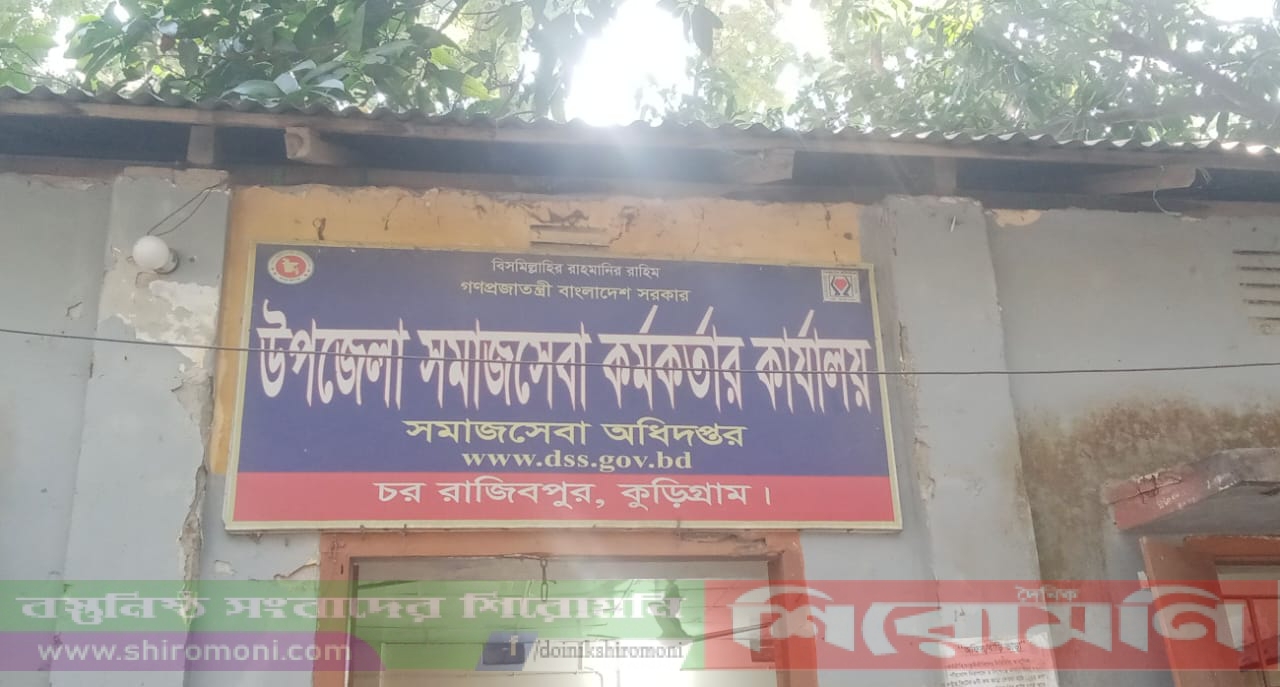 বিসমিল্লাহির রাহমানির রাহিম
গণপ্রজাতন্ত্রী বাংলাদেশ সরকার
উপজেলা সমাজসেবা কর্মকর্তার কার্যালয়
সমাজসেবা অধিদপ্তর
www.dss.gov.bd
চর রাজিবপুর, কুড়িগ্রাম।
বস্তুনিষ্ঠ সংবাদের শিরোমনি
www.shiromoni.com
f/doinikshiromoni
দৈনিক
শিরোমনি